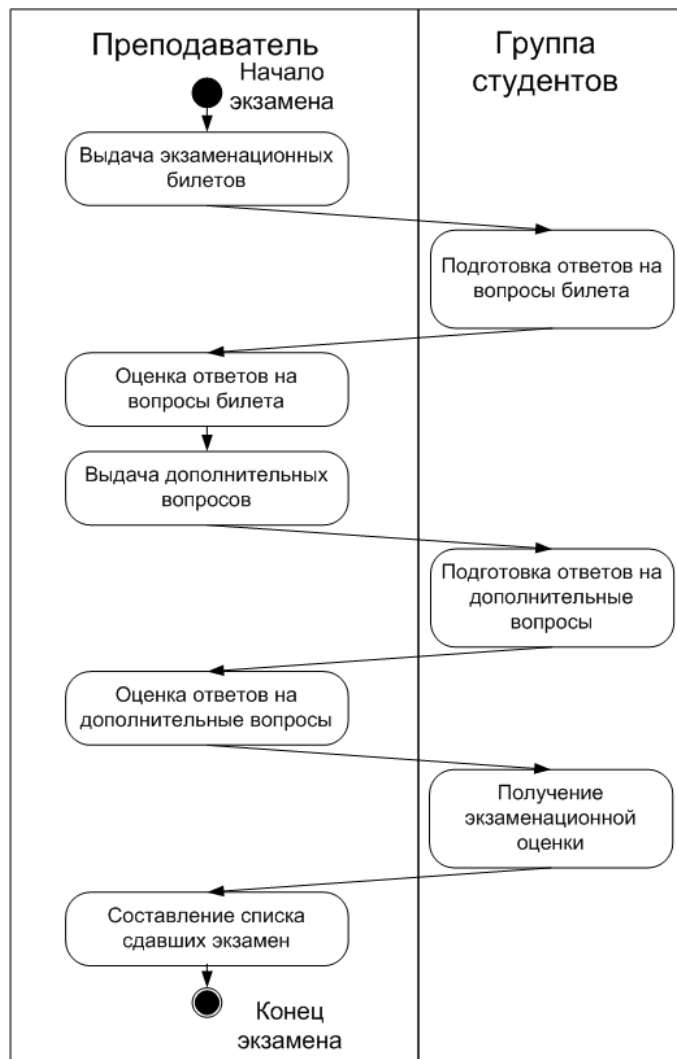 Преподаватель
Группа
студентов
Начало
экзамена
Выдача экзаменационных
билетов
Подготовка ответов на
вопросы билета
Оценка ответов на
вопросы билета
Выдача дополнительных
вопросов
Подготовка ответов на
дополнительные
вопросы
Оценка ответов на
дополнительные вопросы
Получение
экзаменационной
оценки
Составление списка
сдавших экзамен
Конец
экзамена